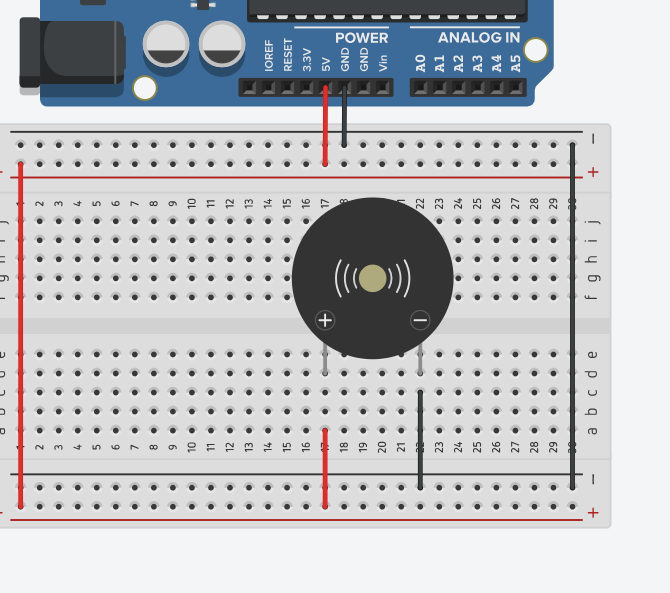 POWER ANALOG IN
IOREF RESET 3.3V 5V GND GND Vin A0 A1 A2 A3 A4 A5
−
+ +
1 2 3 4 5 6 7 8 9 10 11 12 13 14 15 16 17 18 21 22 23 24 25 26 27 28 29 30
j j
i i
h h
g g
f f
+ −
e e
d d
c c
b b
a a
1 2 3 4 5 6 7 8 9 10 11 12 13 14 15 16 17 18 19 20 21 22 23 24 25 26 27 28 29 30
−
+ +